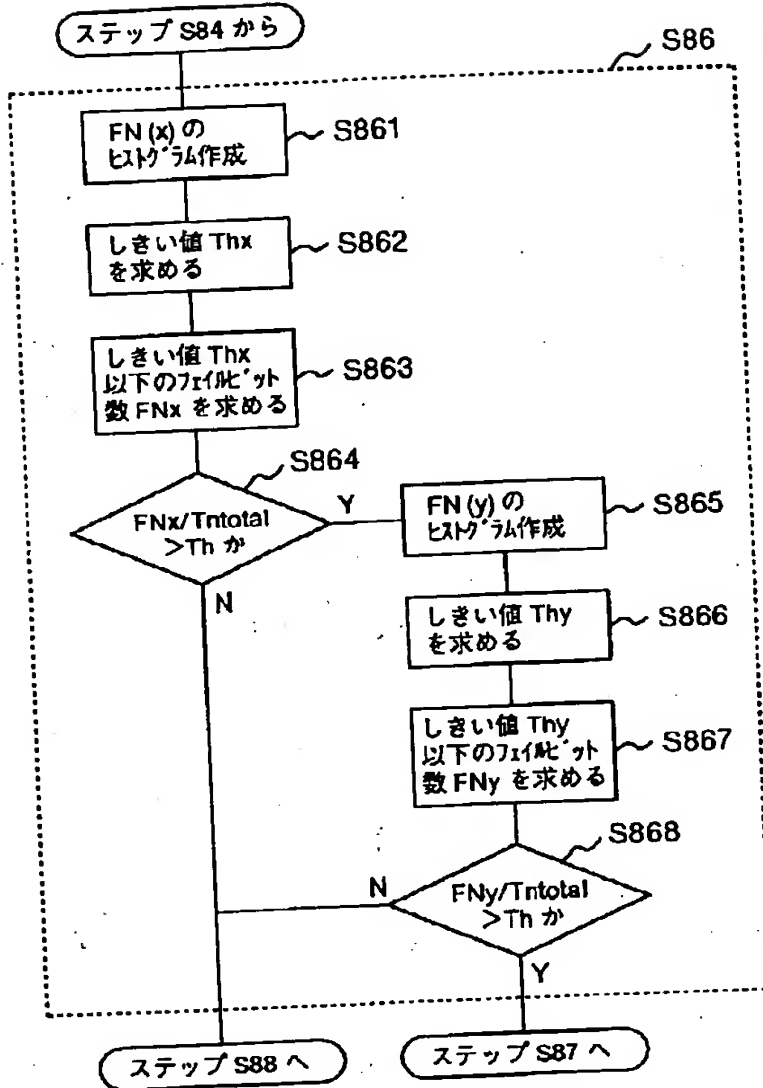 ステップ S84 から
S86
FN (x) の
ヒストグラム作成
S861
しきい値 Thx
を求める
S862
しきい値 Thx
以下のフェイルビット
数 FNx を求める
S863
S864
FNx/Tntotal
>Th か
Y
N
FN (y) の
ヒストグラム作成
S865
しきい値 Thy
を求める
S866
しきい値 Thy
以下のフェイルビット
数 FNy を求める
S867
S868
FNy/Tntotal
>Th か
N
Y
ステップ S88 へ
ステップ S87 へ